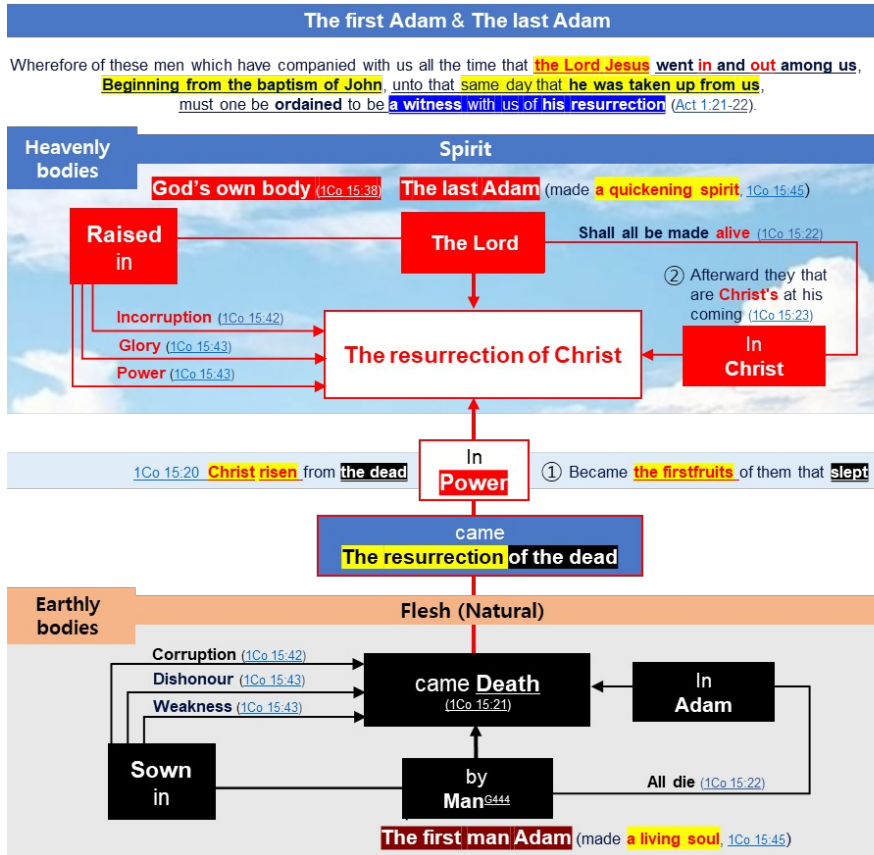 The first Adam & The last Adam
Wherefore of these men which have companied with us all the time that the Lord Jesus went in and out among us,
Beginning from the baptism of John, unto that same day that he was taken up from us,
must one be ordained to be a witness with us of his resurrection (Act 1:21-22).
Heavenly
bodies
Spirit
God's own body (1Co 15:38)
The last Adam (made a quickening spirit, 1Co 15:45)
Raised
in
The Lord
Shall all be made alive (1Co 15:22)
② Afterward they that
are Christ's at his
coming (1Co 15:23)
Incorruption (1Co 15:42)
Glory (1Co 15:43)
Power (1Co 15:43)
The resurrection of Christ
In
Christ
1Co 15:20 Christ risen from the dead
In
Power
① Became the firstfruits of them that slept
came
The resurrection of the dead
Earthly
bodies
Flesh (Natural)
Corruption (1Co 15:42)
Dishonour (1Co 15:43)
Weakness (1Co 15:43)
came Death
(1Co 15:21)
In
Adam
Sown
in
by
Man G444
All die (1Co 15:22)
The first man Adam (made a living soul, 1Co 15:45)